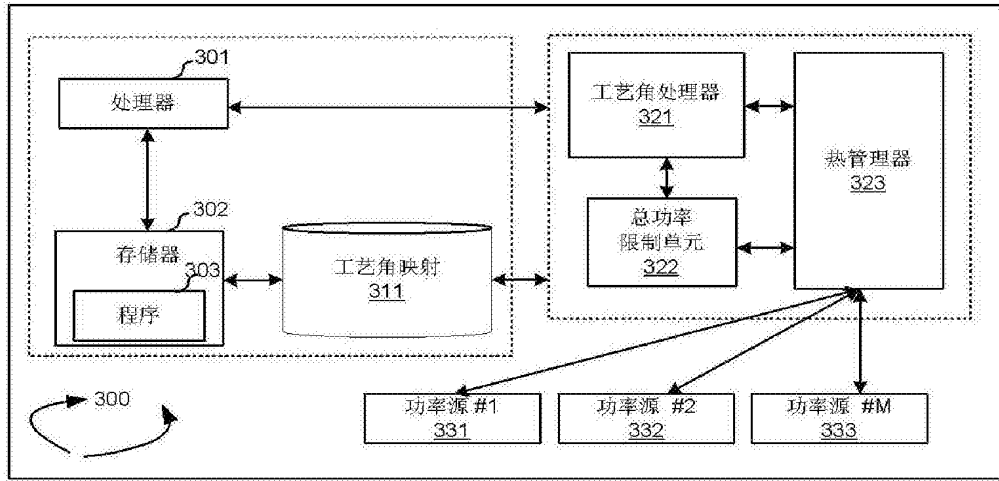 301
处理器
302
存储器
303
程序
工艺角映射
311
工艺角处理器
321
总功率
限制单元
322
热管理器
323
300
功率源 #1
331
功率源 #2
332
功率源 #M
333